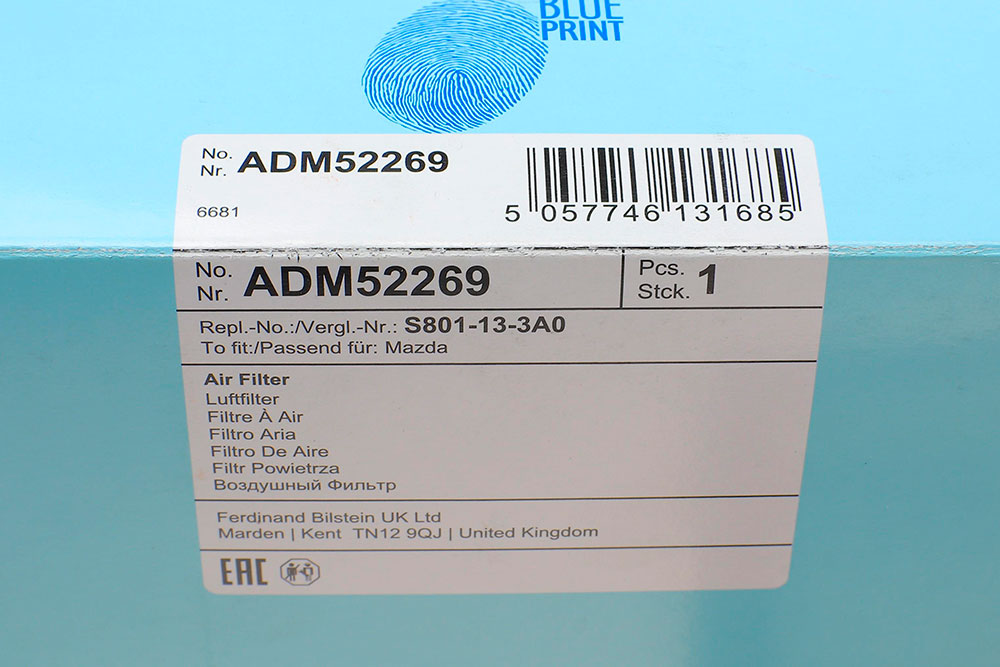 BLUE
PRINT
No.
Nr. ADM52269
6681
5 057746 131685
No.
Nr. ADM52269
Pcs.
Stck. 1
Repl.-No.:/Vergl.-Nr.: S801-13-3A0
To fit:/Passend für: Mazda
Air Filter
Luftfilter
Filtre À Air
Filtro Aria
Filtro De Aire
Filtr Powietrza
Воздушный Фильтр
Ferdinand Bilstein UK Ltd
Marden | Kent TN12 9QJ | United Kingdom
EAC